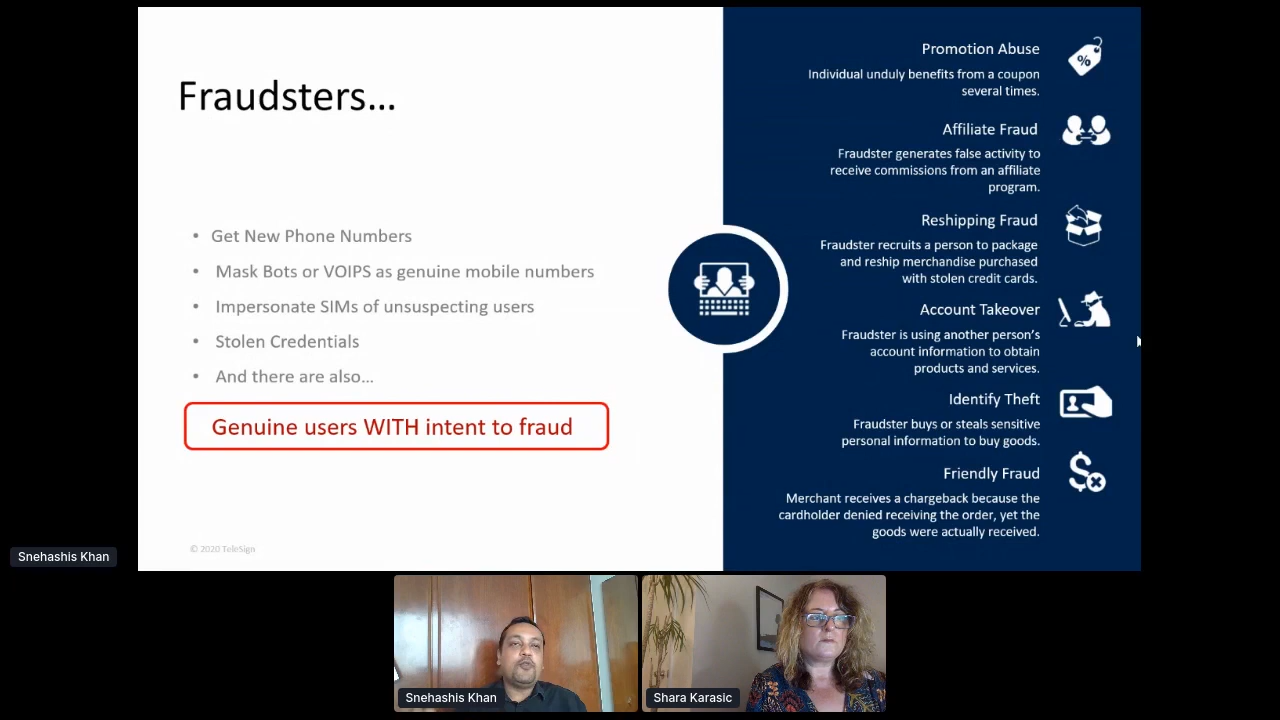 Fraudsters...
• Get New Phone Numbers
• Mask Bots or VOIPS as genuine mobile numbers
• Impersonate SIMs of unsuspecting users
• Stolen Credentials
• And there are also...
Genuine users WITH intent to fraud
© 2020 TeleSign
Promotion Abuse
%
Individual unduly benefits from a coupon
several times.
Affiliate Fraud
Fraudster generates false activity to
receive commissions from an affiliate
program.
Reshipping Fraud
Fraudster recruits a person to package
and reship merchandise purchased
with stolen credit cards.
Account Takeover
Fraudster is using another person's
account information to obtain
products and services.
Identify Theft
Fraudster buys or steals sensitive
personal information to buy goods.
Friendly Fraud
$
Merchant receives a chargeback because the
cardholder denied receiving the order, yet the
goods were actually received.
Snehashis Khan
Snehashis Khan
Shara Karasic